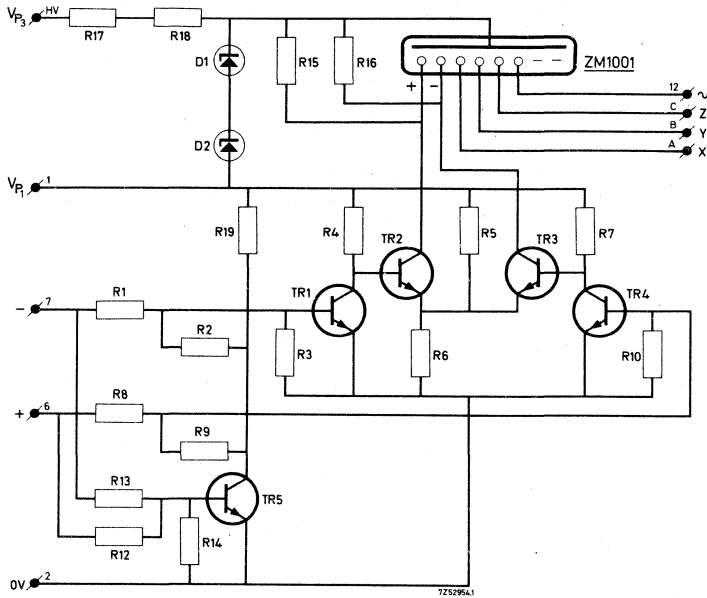 VP3 HV
R17
R18
D1
R15
R16
ZM1001
+ −
D2
12 ~
C Z
B Y
A X
VP1 1
R19
R4
TR2
R5
TR3
R7
− 7
R1
R2
TR1
R3
R6
TR4
R10
+ 6
R8
R9
R13
TR5
R12
R14
0V 2
7Z52954.1